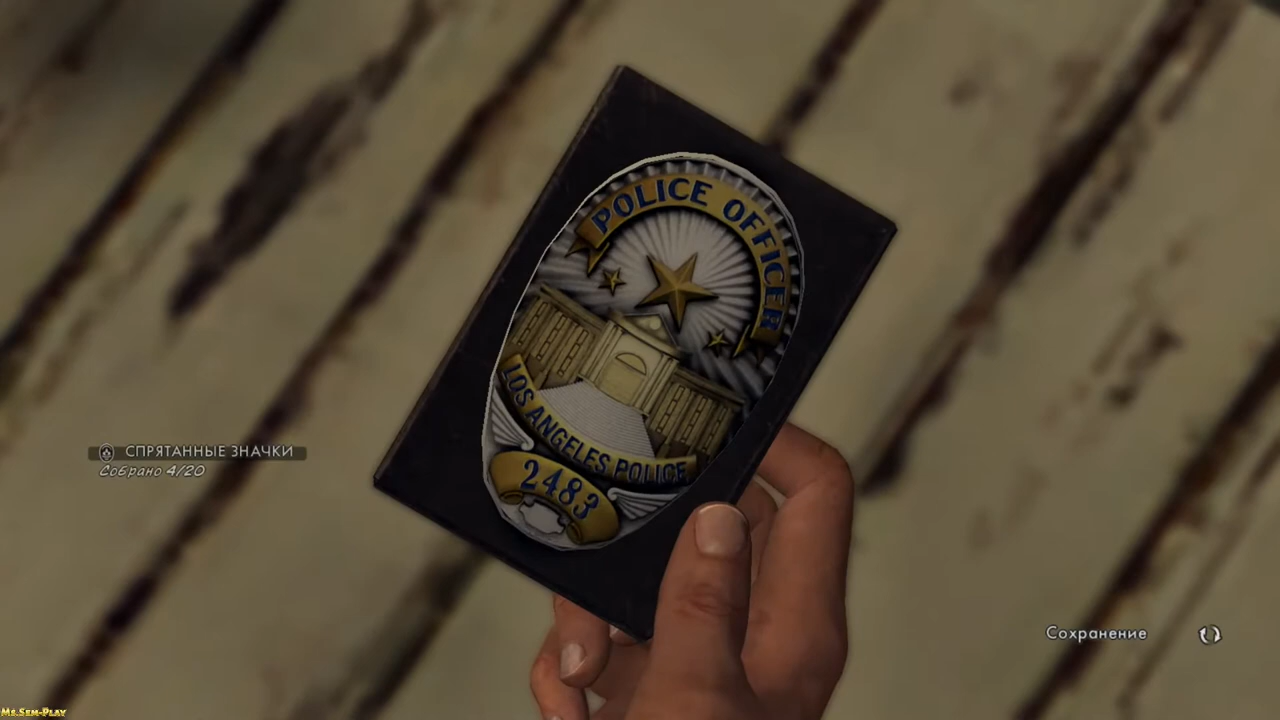 POLICE OFFICER
LOS ANGELES POLICE
2483
СПРЯТАННЫЕ ЗНАЧКИ
Собрано 4/20
Сохранение
Ms.Sem-Play